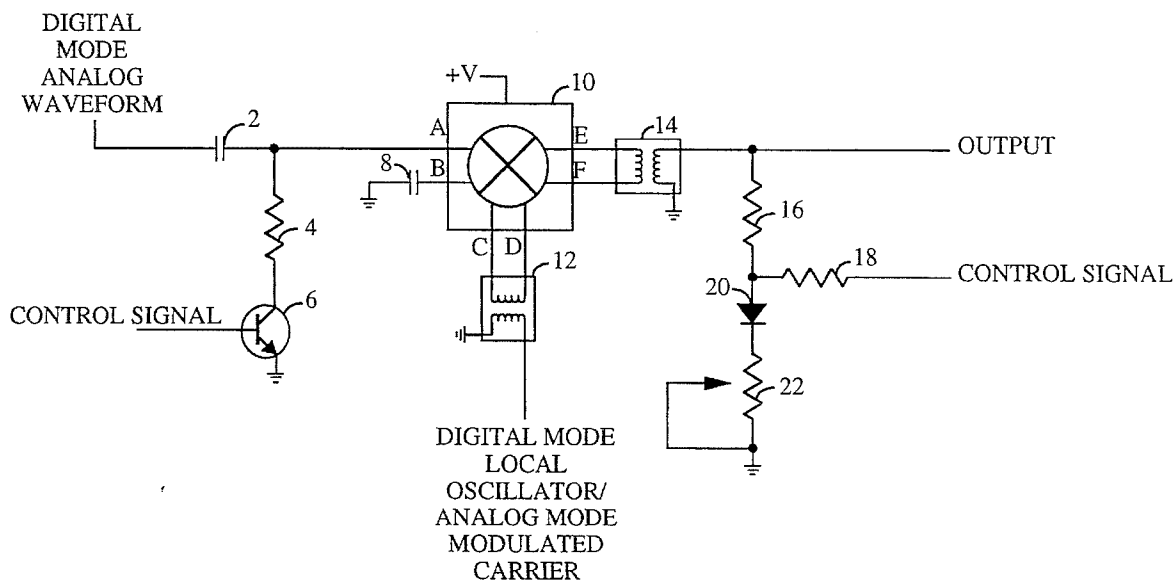 DIGITAL
MODE
ANALOG
WAVEFORM
+V
10
2
A
E
14
8
B
F
OUTPUT
4
16
C D
12
18
20
CONTROL SIGNAL
6
CONTROL SIGNAL
22
DIGITAL MODE
LOCAL
OSCILLATOR/
ANALOG MODE
MODULATED
CARRIER